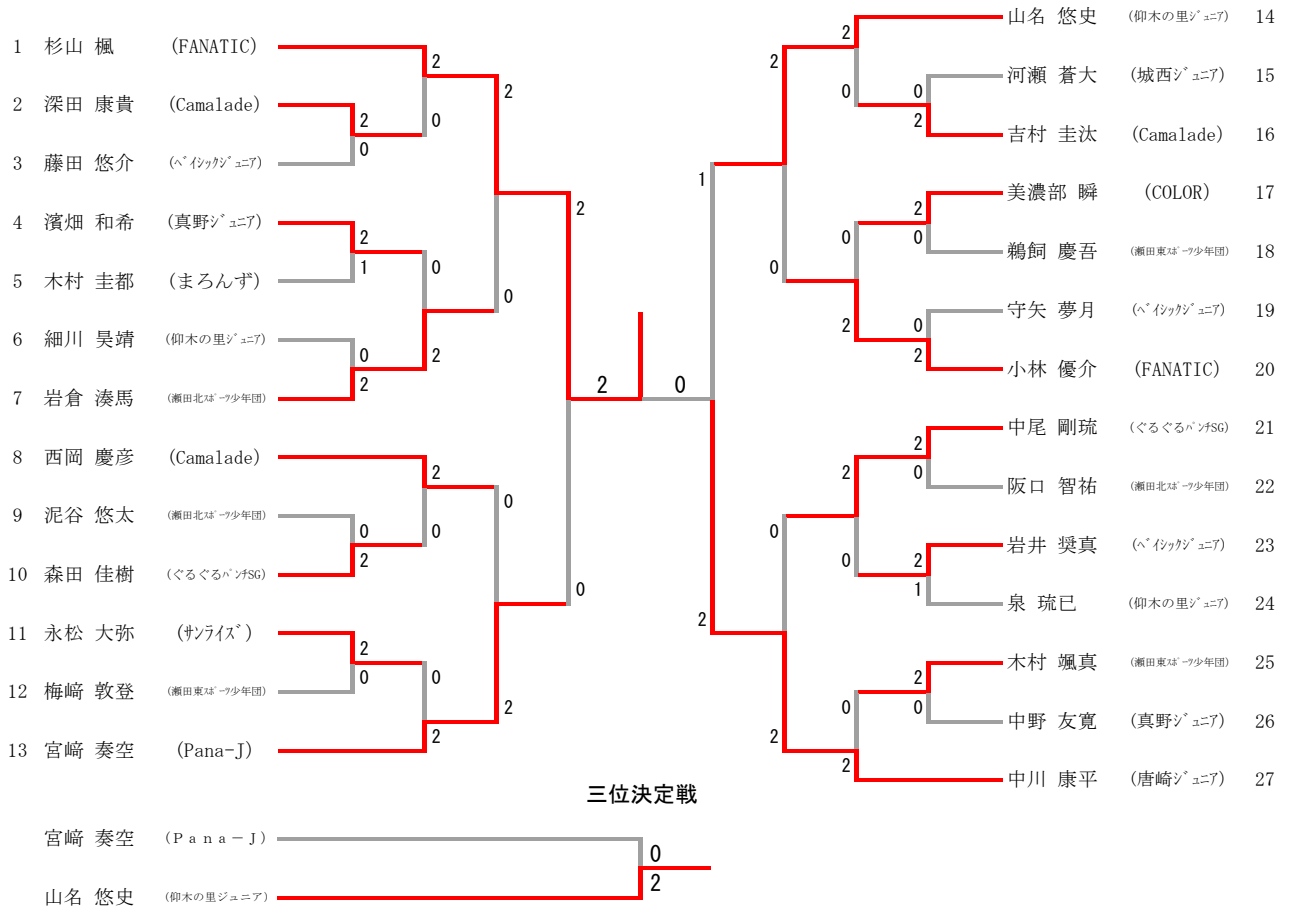 1 杉山 楓 (FANATIC)
2 深田 康貴 (Camalade)
3 藤田 悠介 (ベイシックジュニア)
4 濱畑 和希 (真野ジュニア)
5 木村 圭都 (まろんず)
6 細川 昊靖 (仰木の里ジュニア)
7 岩倉 湊馬 (瀬田北スポーツ少年団)
8 西岡 慶彦 (Camalade)
9 泥谷 悠太 (瀬田北スポーツ少年団)
10 森田 佳樹 (ぐるぐるパンチSG)
11 永松 大弥 (サンライズ)
12 梅﨑 敦登 (瀬田東スポーツ少年団)
13 宮﨑 奏空 (Pana-J)
2
0
2
0
2
1
0
2
0
2
2
0
2
0
0
2
2
0
0
2
2
0
0
2
2
0
2
0
1
2
2
0
0
2
2
0
0
2
2
0
0
2
2
0
0
2
2
0
2
0
2
1
0
2
2
0
山名 悠史 (仰木の里ジュニア) 14
河瀬 蒼大 (城西ジュニア) 15
吉村 圭汰 (Camalade) 16
美濃部 瞬 (COLOR) 17
鵜飼 慶吾 (瀬田東スポーツ少年団) 18
守矢 夢月 (ベイシックジュニア) 19
小林 優介 (FANATIC) 20
中尾 剛琉 (ぐるぐるパンチSG) 21
阪口 智祐 (瀬田北スポーツ少年団) 22
岩井 奨真 (ベイシックジュニア) 23
泉 琉已 (仰木の里ジュニア) 24
木村 颯真 (瀬田東スポーツ少年団) 25
中野 友寛 (真野ジュニア) 26
中川 康平 (唐崎ジュニア) 27
三位決定戦
宮﨑 奏空 (Pana-J)
0
2
山名 悠史 (仰木の里ジュニア)